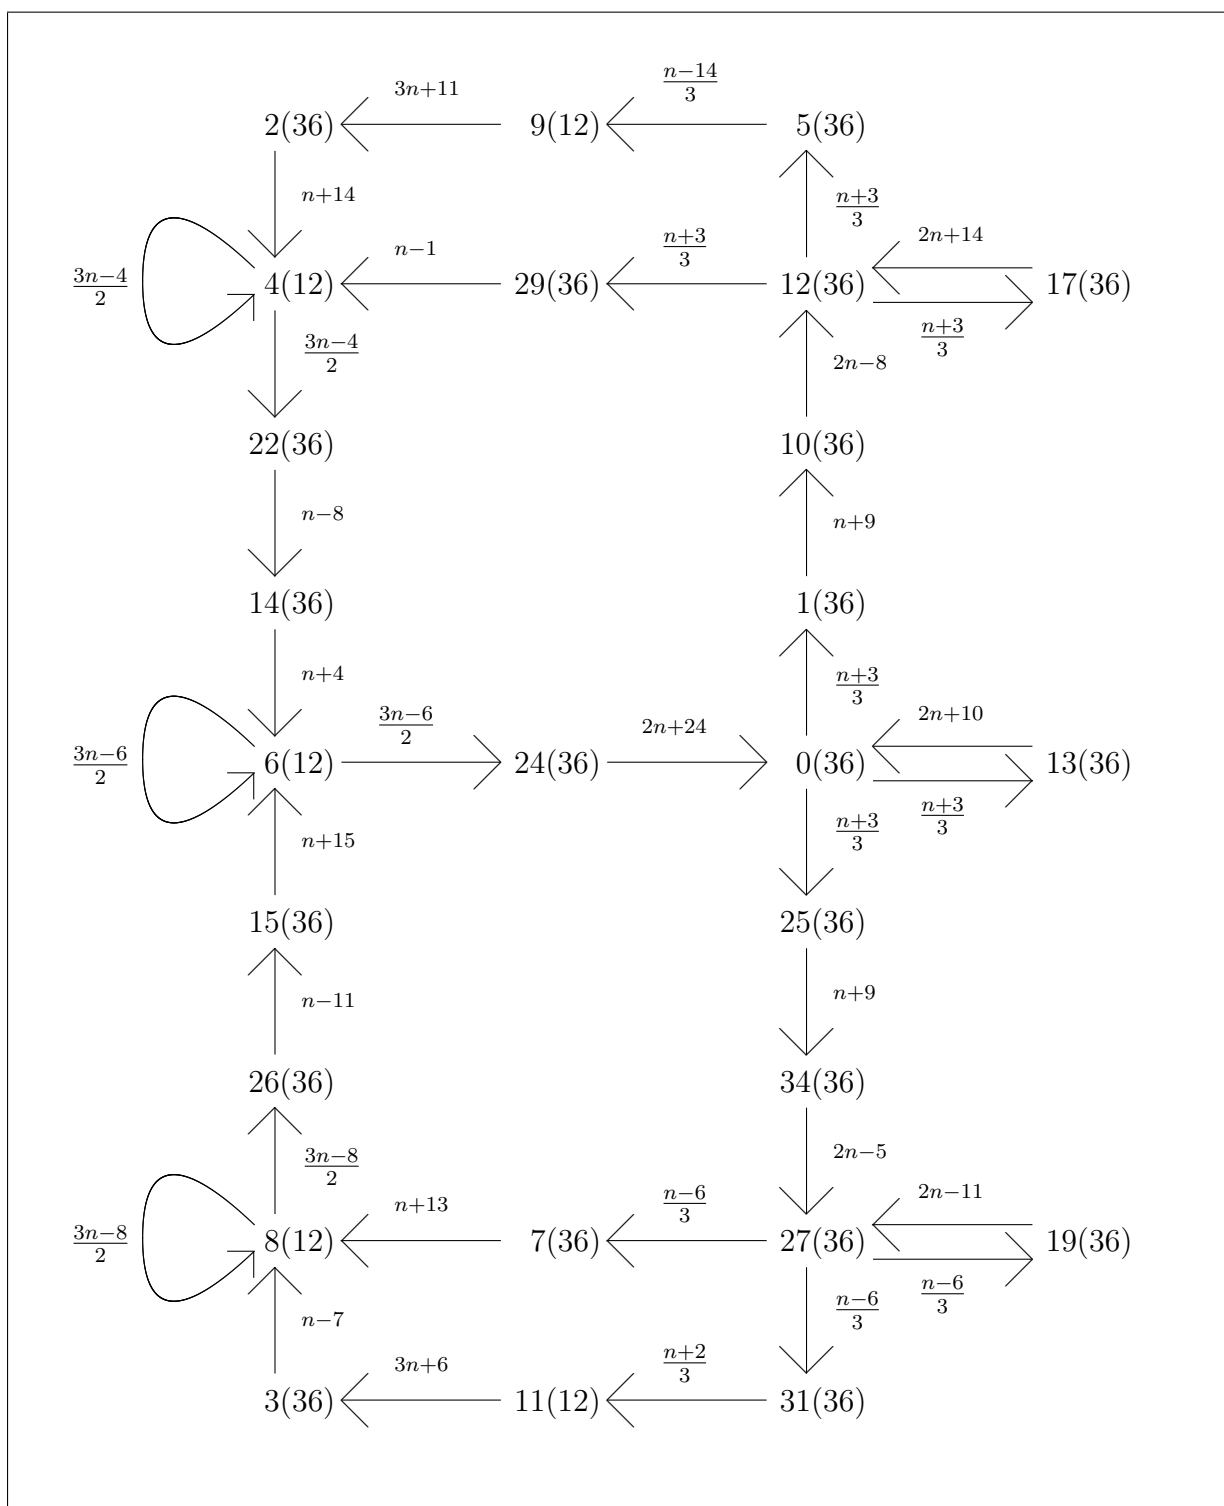 3n+11
n−14
3
2(36) 9(12) 5(36)
n+14
n+3
3
2n+14
n−1
n+3
3
3n−4
2
4(12) 29(36) 12(36) 17(36)
3n−4
2
n+3
3
2n−8
22(36) 10(36)
n−8
n+9
14(36) 1(36)
n+4
n+3
3
3n−6
2
2n+24
2n+10
3n−6
2
6(12) 24(36) 0(36) 13(36)
n+15
n+3
3
n+3
3
15(36) 25(36)
n−11
n+9
26(36) 34(36)
3n−8
2
2n−5
n+13
n−6
3
2n−11
3n−8
2
8(12) 7(36) 27(36) 19(36)
n−7
n−6
3
n−6
3
3n+6
n+2
3
3(36) 11(12) 31(36)